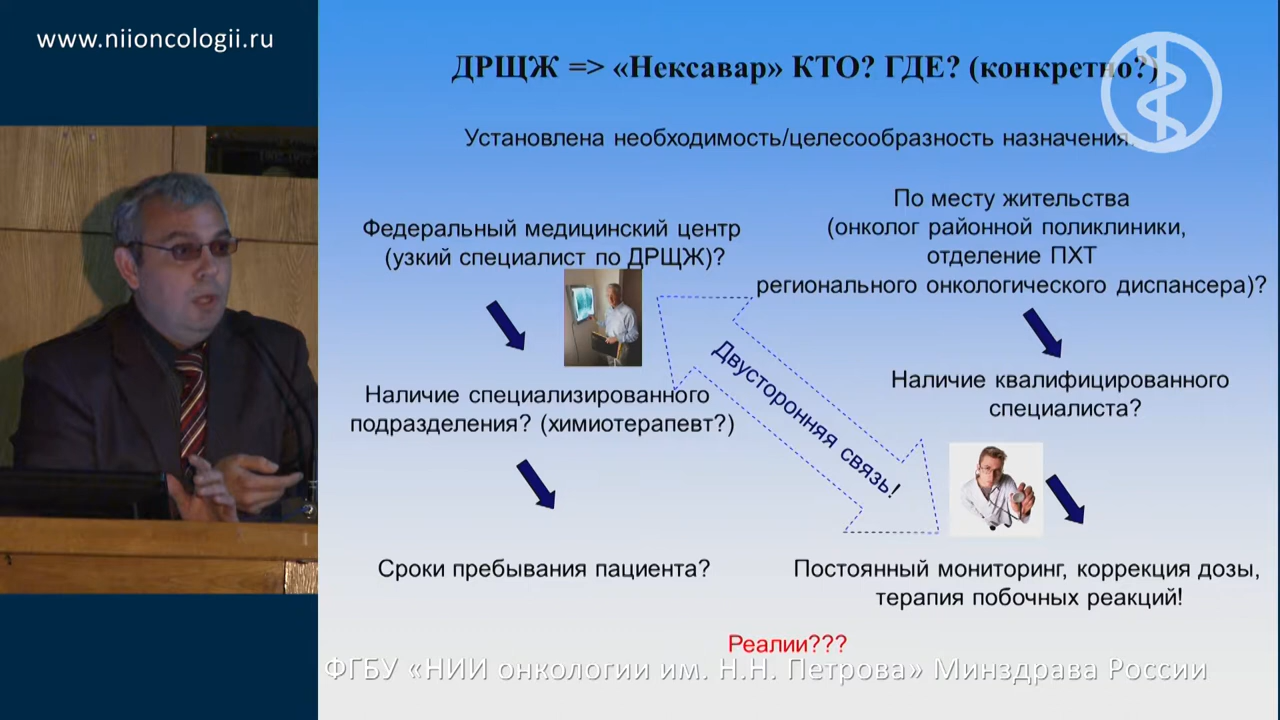 www.niioncologii.ru
ДРЩЖ => «Нексавар» КТО? ГДЕ? (конкретно?)
Установлена необходимость/целесообразность назначения.
Федеральный медицинский центр
(узкий специалист по ДРЩЖ)?
По месту жительства
(онколог районной поликлиники,
отделение ПХТ
регионального онкологического диспансера)?
Двусторонняя связь!
Наличие специализированного
подразделения? (химиотерапевт?)
Наличие квалифицированного
специалиста?
Сроки пребывания пациента?
Постоянный мониторинг, коррекция дозы,
терапия побочных реакций!
Реалии???
ФГБУ «НИИ онкологии им. Н.Н. Петрова» Минздрава России